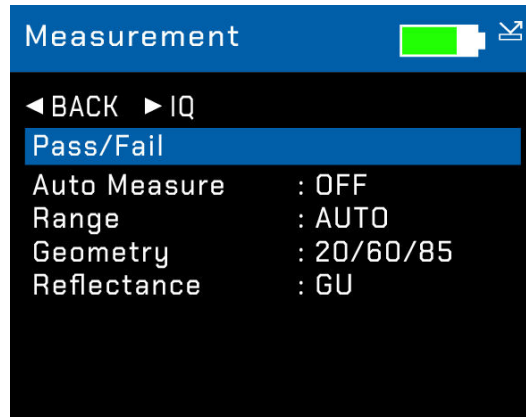 Measurement
◄BACK ►IQ
Pass/Fail
Auto Measure : OFF
Range : AUTO
Geometry : 20/60/85
Reflectance : GU